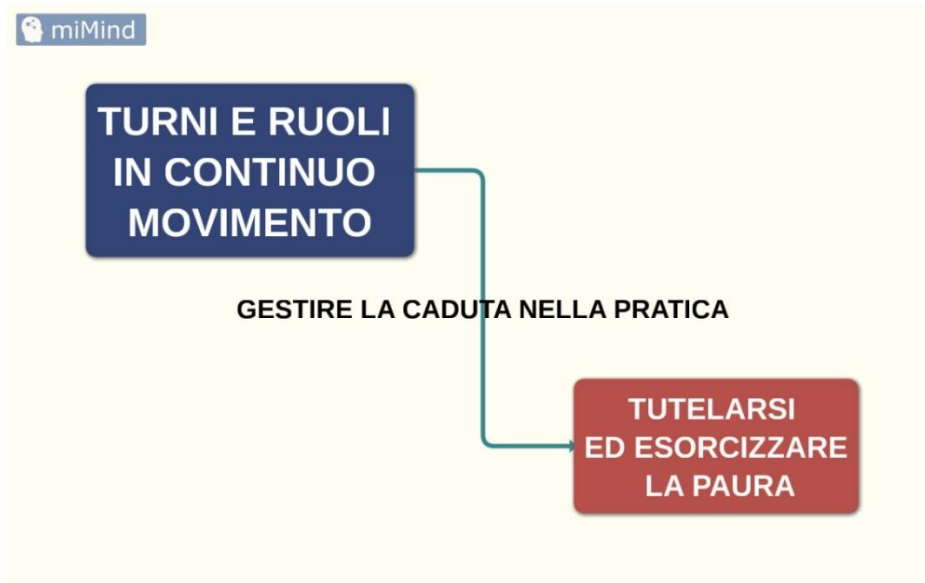 miMind
TURNI E RUOLI
IN CONTINUO
MOVIMENTO
GESTIRE LA CADUTA NELLA PRATICA
TUTELARSI
ED ESORCIZZARE
LA PAURA